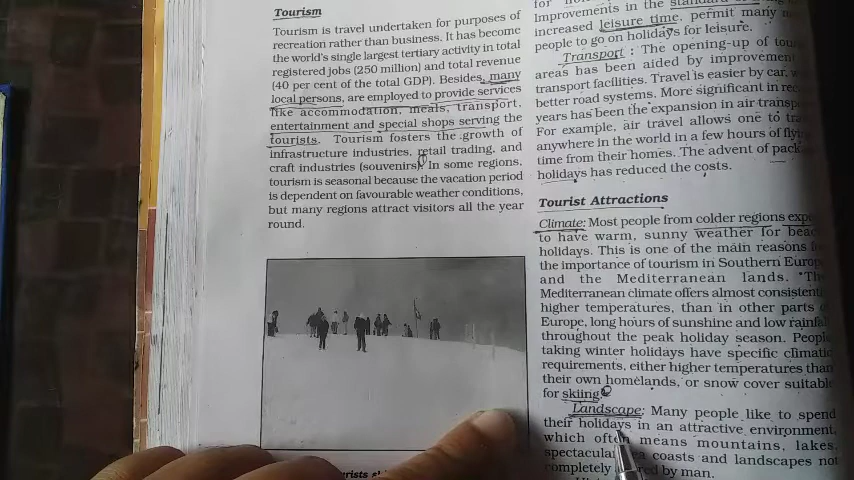 Tourism
Tourism is travel undertaken for purposes of
recreation rather than business. It has become
the world's single largest tertiary activity in total
registered jobs (250 million) and total revenue
(40 per cent of the total GDP). Besides, many
local persons, are employed to provide services
like accommodation, meals, transport,
entertainment and special shops serving the
tourists. Tourism fosters the growth of
infrastructure industries, retail trading, and
craft industries (souvenirs). In some regions,
tourism is seasonal because the vacation period
is dependent on favourable weather conditions,
but many regions attract visitors all the year
round.
Improvements in the standard
increased leisure time, permit many
people to go on holidays for leisure.
Transport : The opening-up of
areas has been aided by improvement
transport facilities. Travel is easier by car,
better road systems. More significant in
years has been the expansion in air
For example, air travel allows one to
anywhere in the world in a few hours of
time from their homes. The advent of
holidays has reduced the costs.
Tourist Attractions
Climate: Most people from colder regions
to have warm, sunny weather for
holidays. This is one of the main reasons
the importance of tourism in Southern
and the Mediterranean lands. The
Mediterranean climate offers almost
higher temperatures, than in other parts
Europe, long hours of sunshine and low
throughout the peak holiday season. People
taking winter holidays have specific climatic
requirements, either higher temperatures than
their own homelands, or snow cover suitable
for skiing.
Landscape: Many people like to spend
their holidays in an attractive environment,
which often means mountains, lakes,
spectacular coasts and landscapes not
completely by man.